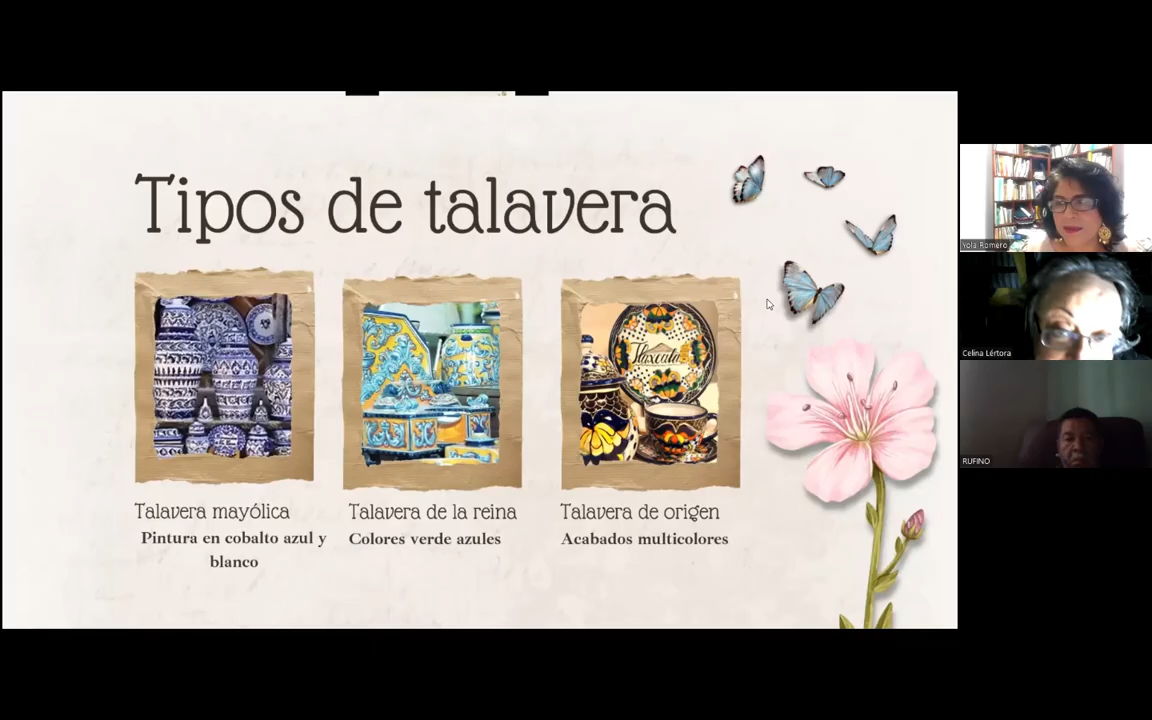 Tipos de talavera
Tlaxcala
Talavera mayólica
Pintura en cobalto azul y
blanco
Talavera de la reina
Colores verde azules
Talavera de origen
Acabados multicolores
Yola Romero
Celina Lértora
RUFINO